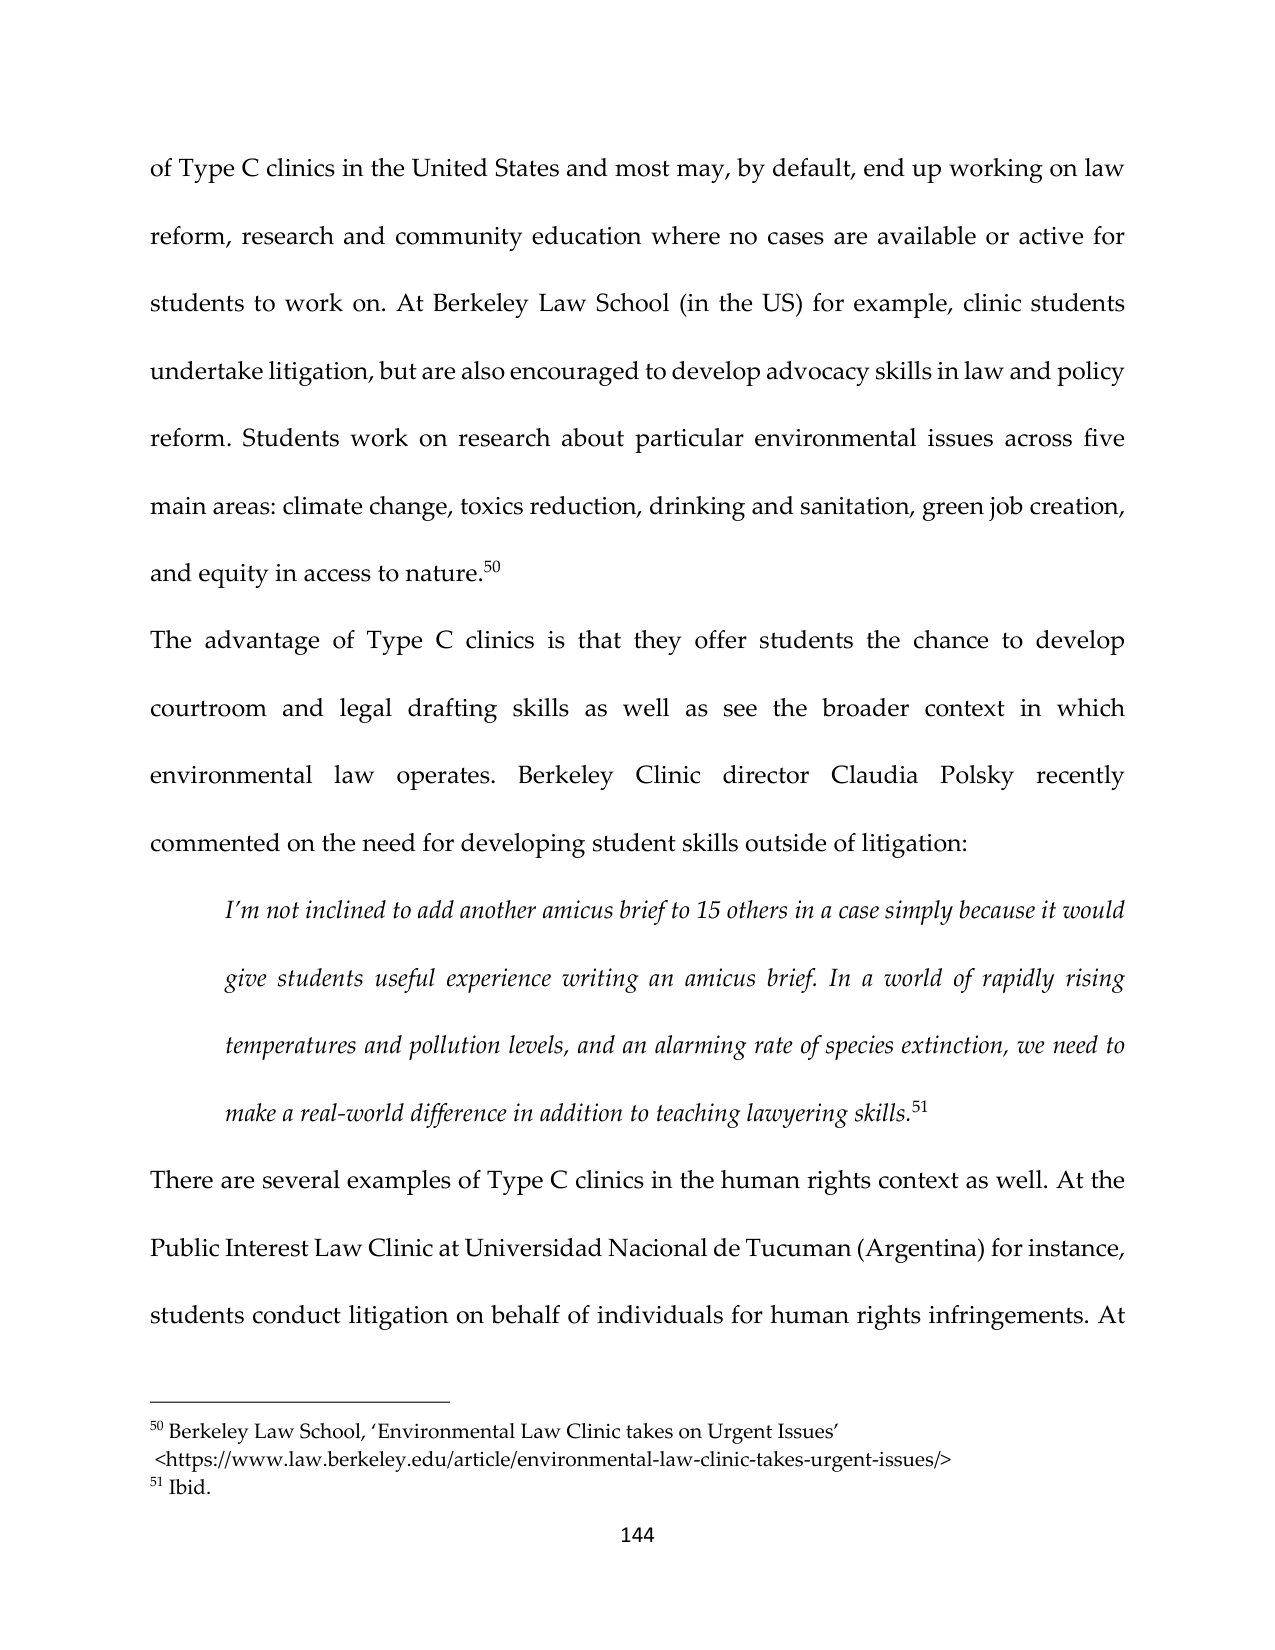 of Type C clinics in the United States and most may, by default, end up working on law
reform, research and community education where no cases are available or active for
students to work on. At Berkeley Law School (in the US) for example, clinic students
undertake litigation, but are also encouraged to develop advocacy skills in law and policy
reform. Students work on research about particular environmental issues across five
main areas: climate change, toxics reduction, drinking and sanitation, green job creation,
and equity in access to nature.50
The advantage of Type C clinics is that they offer students the chance to develop
courtroom and legal drafting skills as well as see the broader context in which
environmental law operates. Berkeley Clinic director Claudia Polsky recently
commented on the need for developing student skills outside of litigation:
I’m not inclined to add another amicus brief to 15 others in a case simply because it would
give students useful experience writing an amicus brief. In a world of rapidly rising
temperatures and pollution levels, and an alarming rate of species extinction, we need to
make a real-world difference in addition to teaching lawyering skills.51
There are several examples of Type C clinics in the human rights context as well. At the
Public Interest Law Clinic at Universidad Nacional de Tucuman (Argentina) for instance,
students conduct litigation on behalf of individuals for human rights infringements. At
50 Berkeley Law School, ‘Environmental Law Clinic takes on Urgent Issues’
<https://www.law.berkeley.edu/article/environmental-law-clinic-takes-urgent-issues/>
51 Ibid.
144